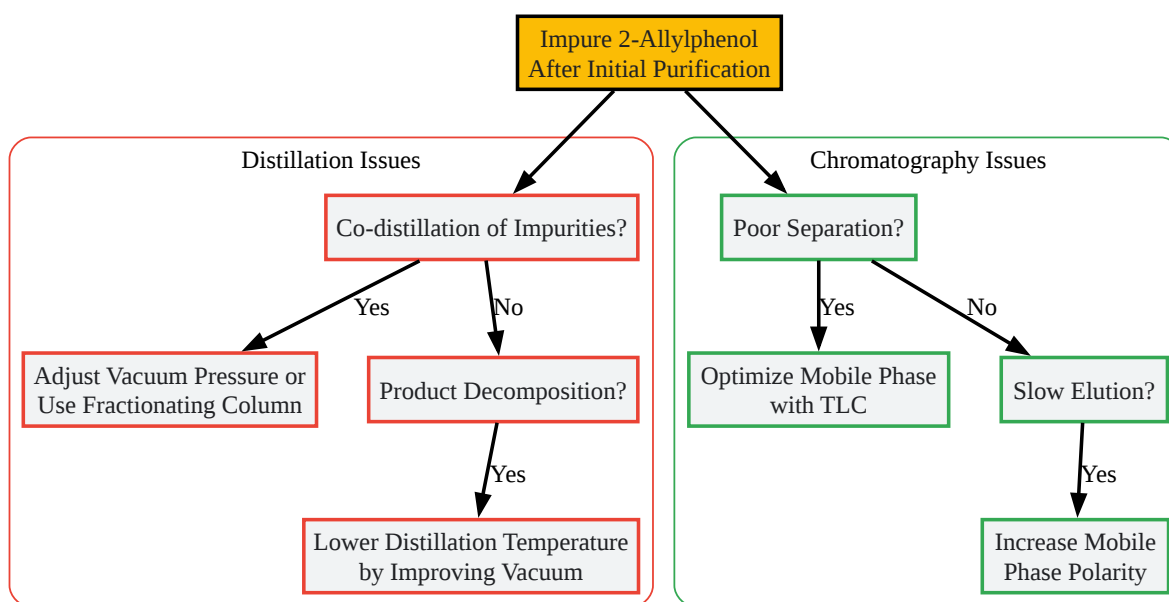 Impure 2-Allylphenol
After Initial Purification
Distillation Issues
Chromatography Issues
Co-distillation of Impurities?
Poor Separation?
Yes
No
Yes
No
Adjust Vacuum Pressure or
Use Fractionating Column
Product Decomposition?
Optimize Mobile Phase
with TLC
Slow Elution?
Yes
Yes
Lower Distillation Temperature
by Improving Vacuum
Increase Mobile
Phase Polarity